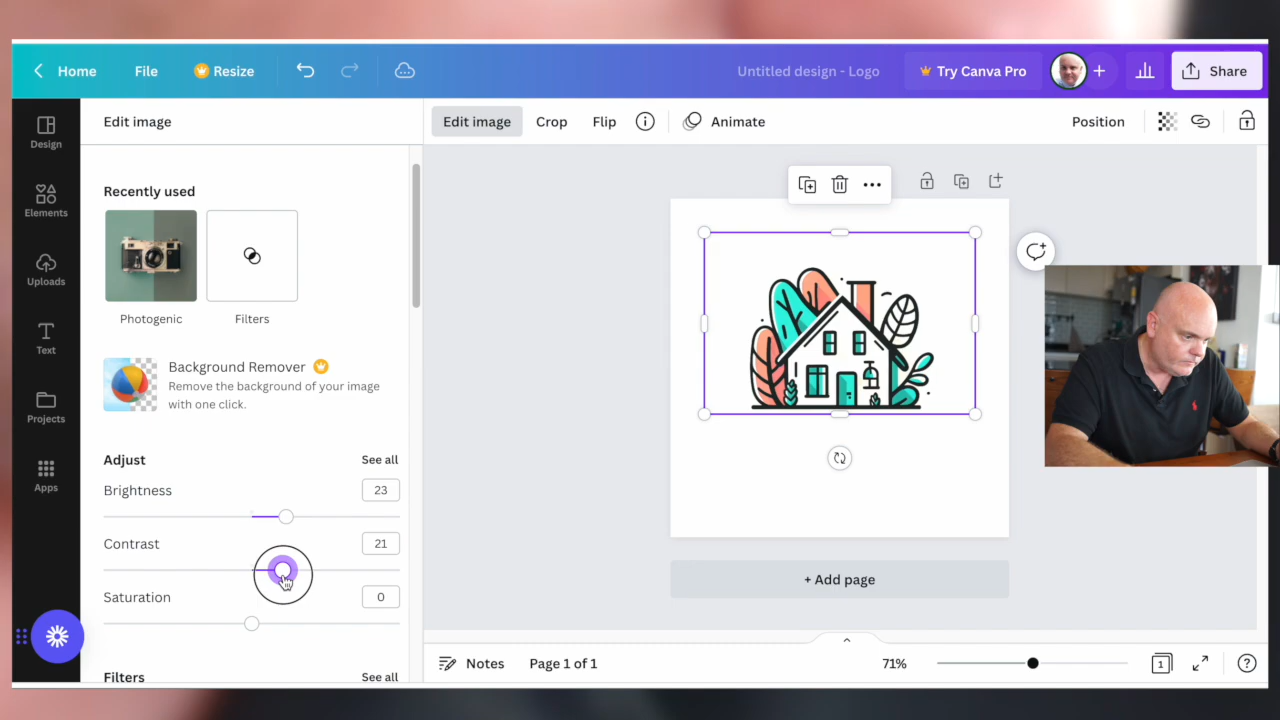 Home
File
Resize
Untitled design - Logo
Try Canva Pro
Share
Design
Elements
Uploads
Text
Projects
Apps
Edit image
Edit image
Crop
Flip
Animate
Position
Recently used
Photogenic
Filters
Background Remover
Remove the background of your image
with one click.
Adjust
See all
Brightness
23
Contrast
21
Saturation
0
Filters
See all
+ Add page
Notes
Page 1 of 1
71%
1